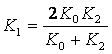 K₁ = 2K₀K₂ / (K₀ + K₂)